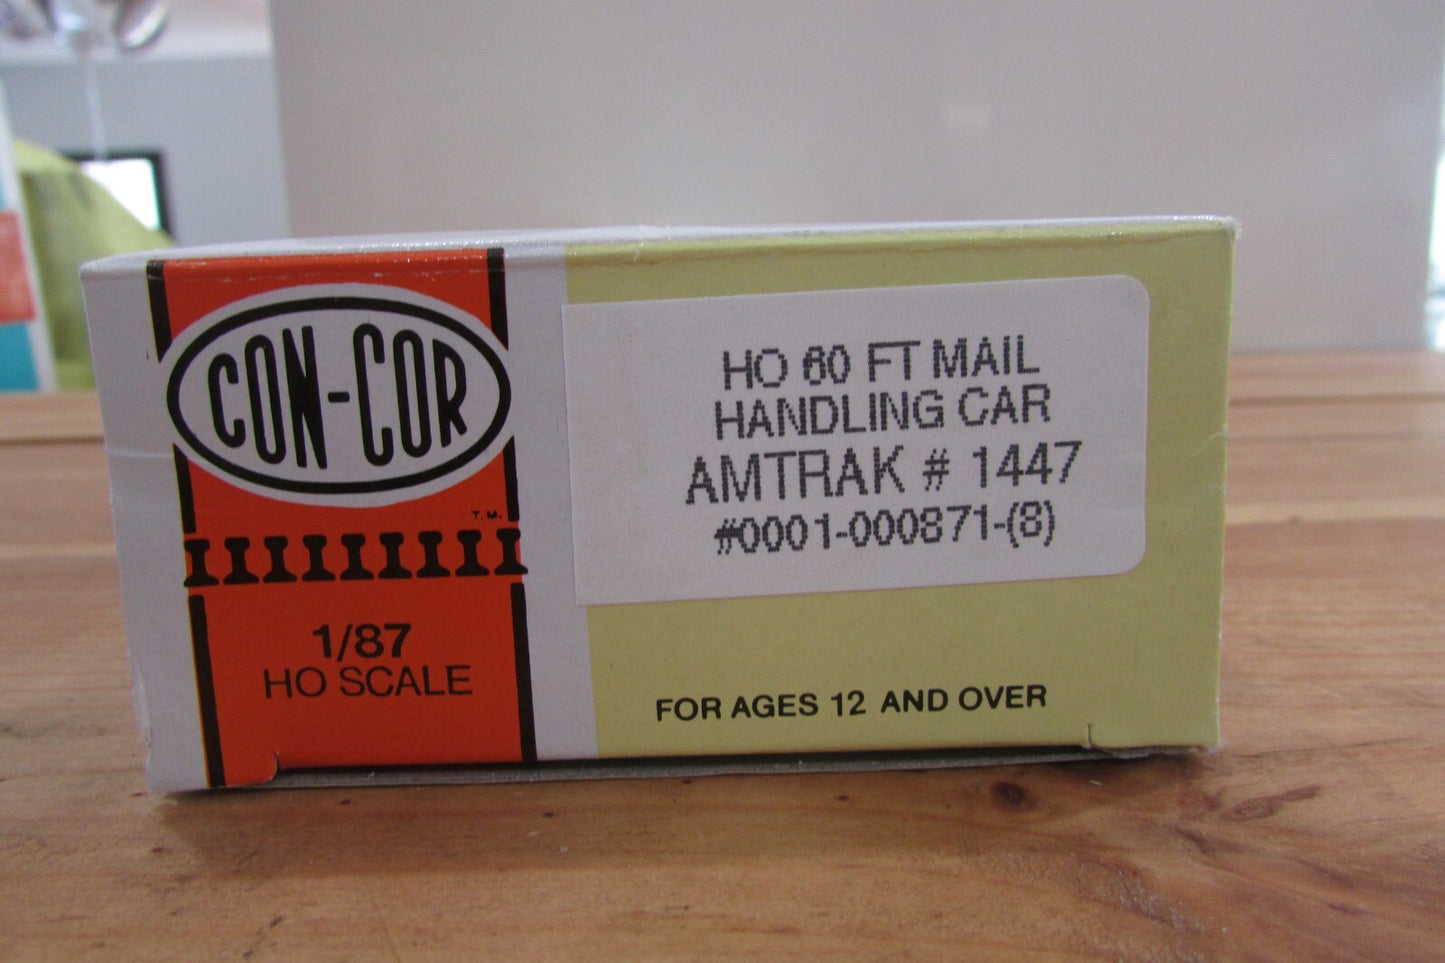 CON-COR
T.M.
1/87
HO SCALE
HO 60 FT MAIL
HANDLING CAR
AMTRAK # 1447
#0001-000871-(8)
FOR AGES 12 AND OVER